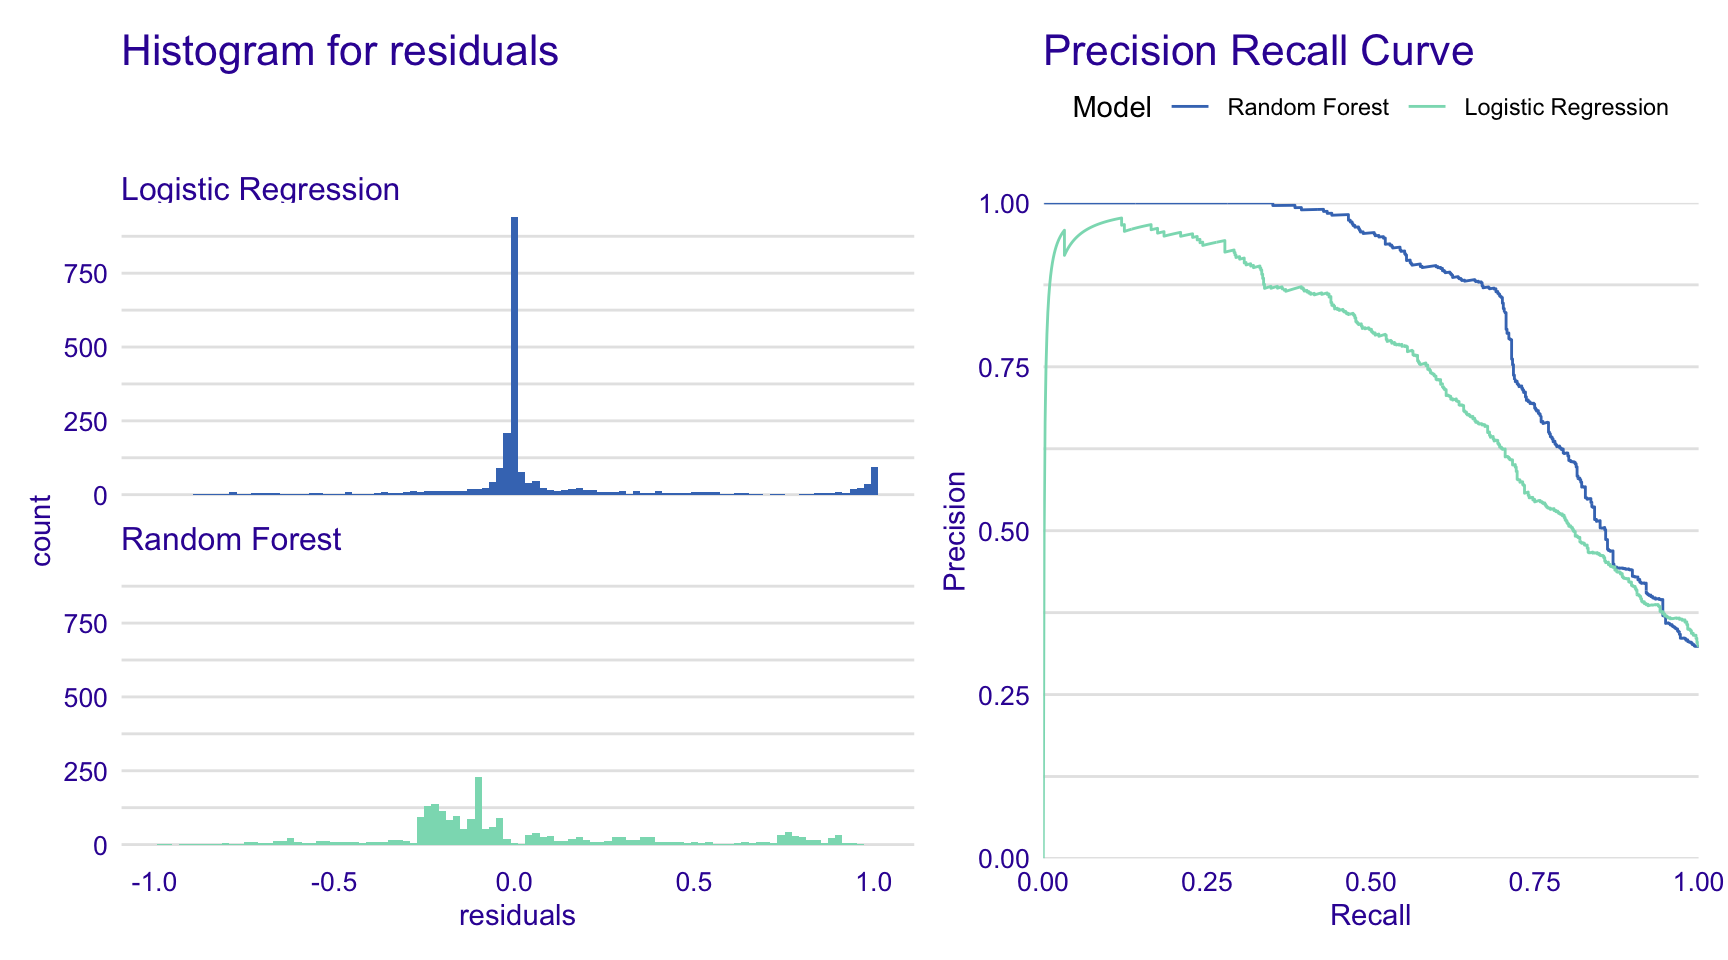 Histogram for residuals
Logistic Regression
750
500
250
0
count
Random Forest
750
500
250
0
-1.0 -0.5 0.0 0.5 1.0
residuals
Precision Recall Curve
Model Random Forest Logistic Regression
1.00
0.75
0.50
0.25
0.00
Precision
0.00 0.25 0.50 0.75 1.00
Recall